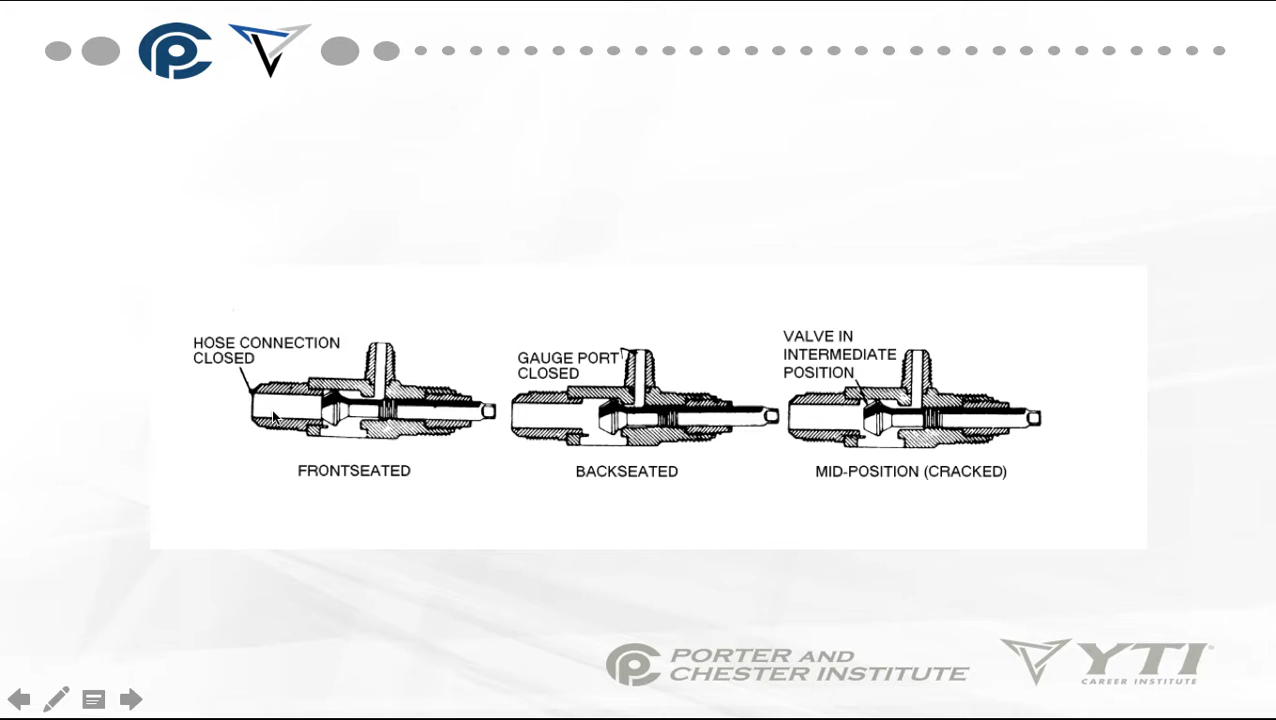 HOSE CONNECTION
CLOSED
GAUGE PORT
CLOSED
VALVE IN
INTERMEDIATE
POSITION
FRONTSEATED
BACKSEATED
MID-POSITION (CRACKED)
PORTER AND
CHESTER INSTITUTE
YTI
CAREER INSTITUTE